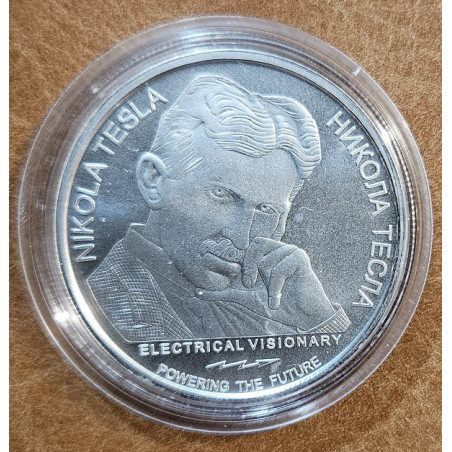 NIKOLA TESLA
НИКОЛА ТЕСЛА
ELECTRICAL VISIONARY
POWERING THE FUTURE